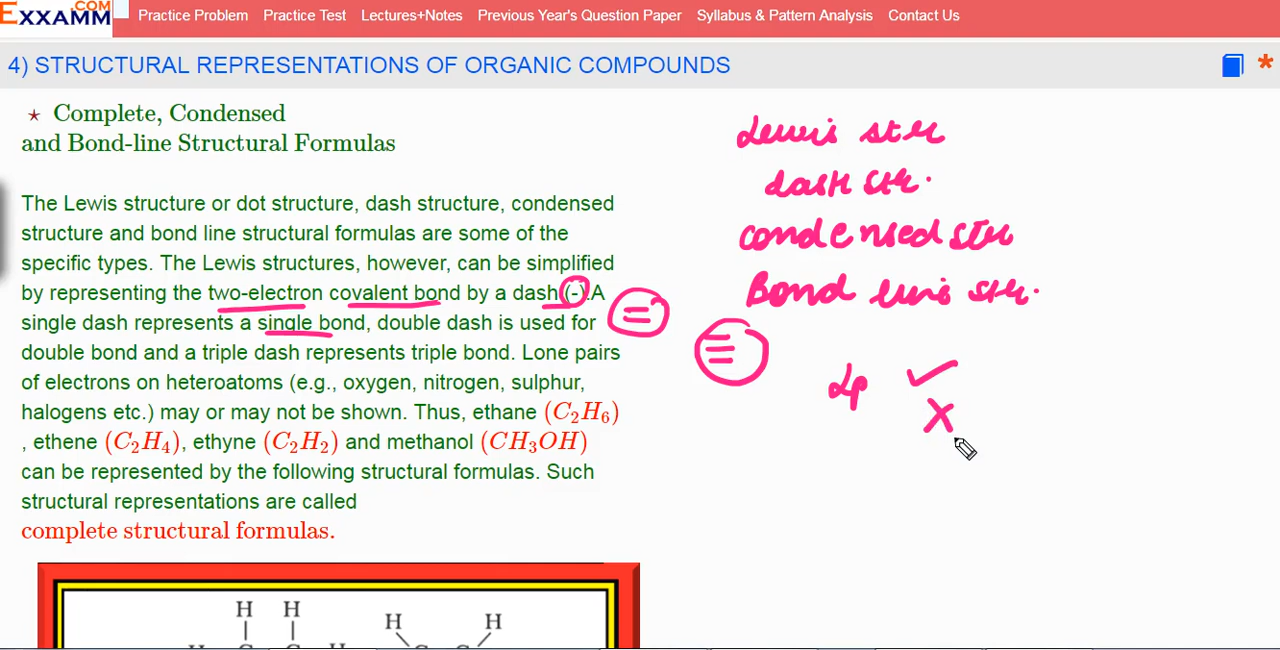 .COM
EXXAMM
Practice Problem Practice Test Lectures+Notes Previous Year's Question Paper Syllabus & Pattern Analysis Contact Us
4) STRUCTURAL REPRESENTATIONS OF ORGANIC COMPOUNDS
⋆ Complete, Condensed
and Bond-line Structural Formulas
The Lewis structure or dot structure, dash structure, condensed
structure and bond line structural formulas are some of the
specific types. The Lewis structures, however, can be simplified
by representing the two-electron covalent bond by a dash (-).A
single dash represents a single bond, double dash is used for
double bond and a triple dash represents triple bond. Lone pairs
of electrons on heteroatoms (e.g., oxygen, nitrogen, sulphur,
halogens etc.) may or may not be shown. Thus, ethane (C₂H₆)
, ethene (C₂H₄), ethyne (C₂H₂) and methanol (CH₃OH)
can be represented by the following structural formulas. Such
structural representations are called
complete structural formulas.
H H H H
Lewis str
dash str.
condensed str
Bond line str.
Lp ✓
X